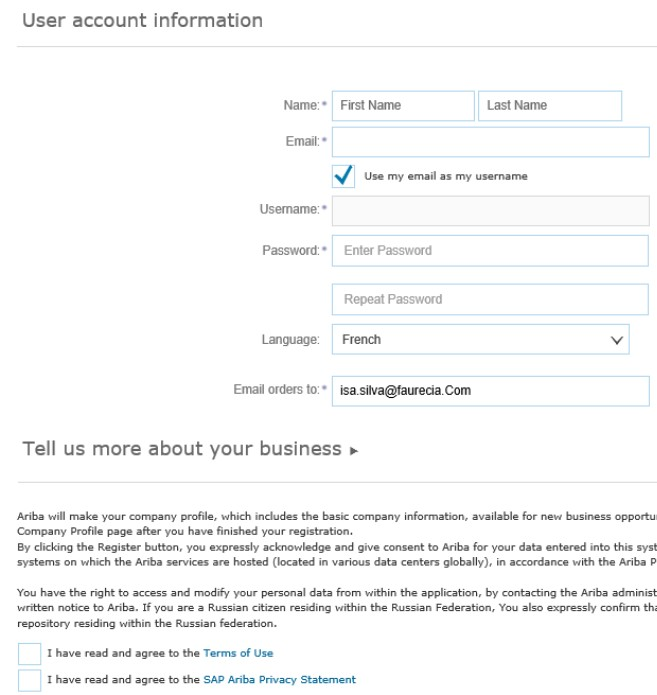 User account information
Name:* First Name Last Name
Email:*
Use my email as my username
Username:*
Password:* Enter Password
Repeat Password
Language: French
Email orders to:* isa.silva@faurecia.Com
Tell us more about your business ►
Ariba will make your company profile, which includes the basic company information, available for new business
Company Profile page after you have finished your registration.
By clicking the Register button, you expressly acknowledge and give consent to Ariba for your data entered into this
systems on which the Ariba services are hosted (located in various data centers globally), in accordance with the Ariba
You have the right to access and modify your personal data from within the application, by contacting the Ariba
written notice to Ariba. If you are a Russian citizen residing within the Russian Federation, You also expressly confirm
repository residing within the Russian federation.
I have read and agree to the Terms of Use
I have read and agree to the SAP Ariba Privacy Statement